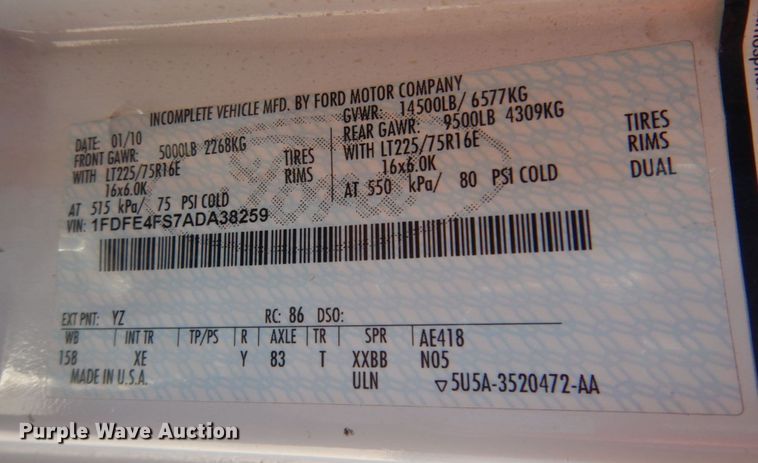 INCOMPLETE VEHICLE MFD. BY FORD MOTOR COMPANY
DATE: 01/10
GVWR: 14500LB/ 6577KG
FRONT GAWR: 5000LB 2268KG
REAR GAWR: 9500LB 4309KG
WITH LT225/75R16E TIRES
WITH LT225/75R16E TIRES
16x6.0K RIMS
16x6.0K RIMS
AT 515 kPa/ 75 PSI COLD
AT 550 kPa/ 80 PSI COLD DUAL
VIN: 1FDFE4FS7ADA38259
EXT PNT: YZ RC: 86 DSO:
WB INT TR TP/PS R AXLE TR SPR AE418
158 XE Y 83 T XXBB N05
MADE IN U.S.A. ULN 5U5A-3520472-AA
Purple Wave Auction